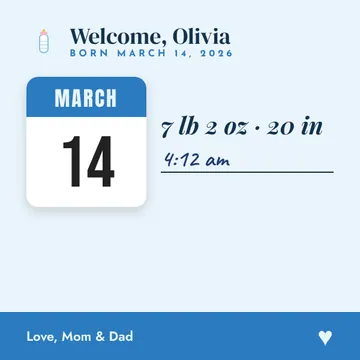 Welcome, Olivia
BORN MARCH 14, 2026
MARCH
14
7 lb 2 oz · 20 in
4:12 am
Love, Mom & Dad